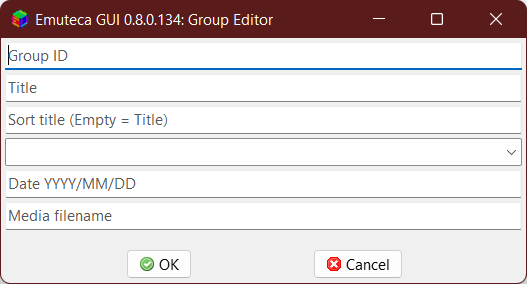 Emuteca GUI 0.8.0.134: Group Editor
Group ID
Title
Sort title (Empty = Title)
Date YYYY/MM/DD
Media filename
OK
Cancel